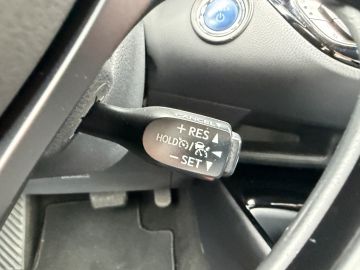 CANCEL
+ RES ▲
HOLD /
− SET ▼